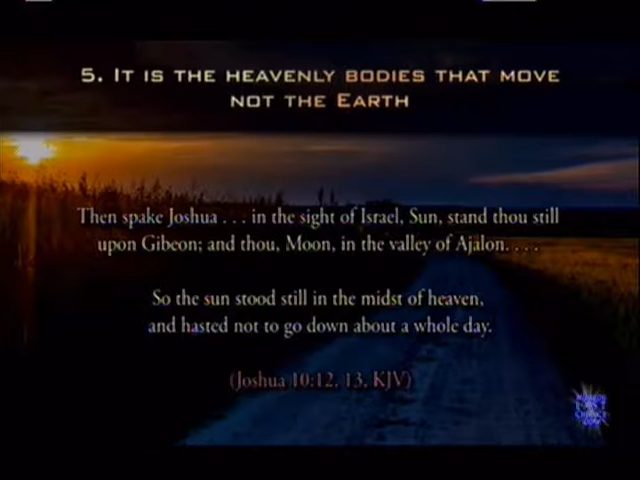 5. It is the heavenly bodies that move
not the Earth
Then spake Joshua . . . in the sight of Israel, Sun, stand thou still
upon Gibeon; and thou, Moon, in the valley of Ajalon. . . .
So the sun stood still in the midst of heaven,
and hasted not to go down about a whole day.
(Joshua 10:12, 13, KJV)